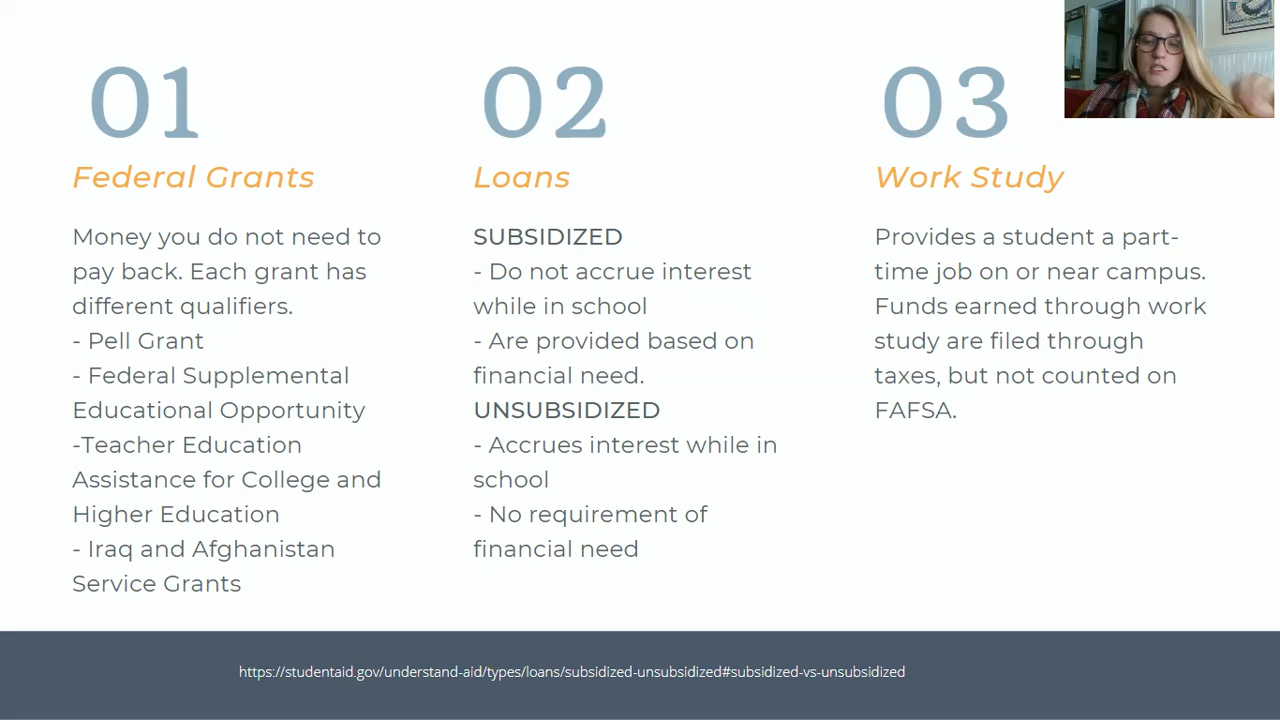 01
Federal Grants
Money you do not need to
pay back. Each grant has
different qualifiers.
- Pell Grant
- Federal Supplemental
Educational Opportunity
-Teacher Education
Assistance for College and
Higher Education
- Iraq and Afghanistan
Service Grants
02
Loans
SUBSIDIZED
- Do not accrue interest
while in school
- Are provided based on
financial need.
UNSUBSIDIZED
- Accrues interest while in
school
- No requirement of
financial need
03
Work Study
Provides a student a part-
time job on or near campus.
Funds earned through work
study are filed through
taxes, but not counted on
FAFSA.
https://studentaid.gov/understand-aid/types/loans/subsidized-unsubsidized#subsidized-vs-unsubsidized